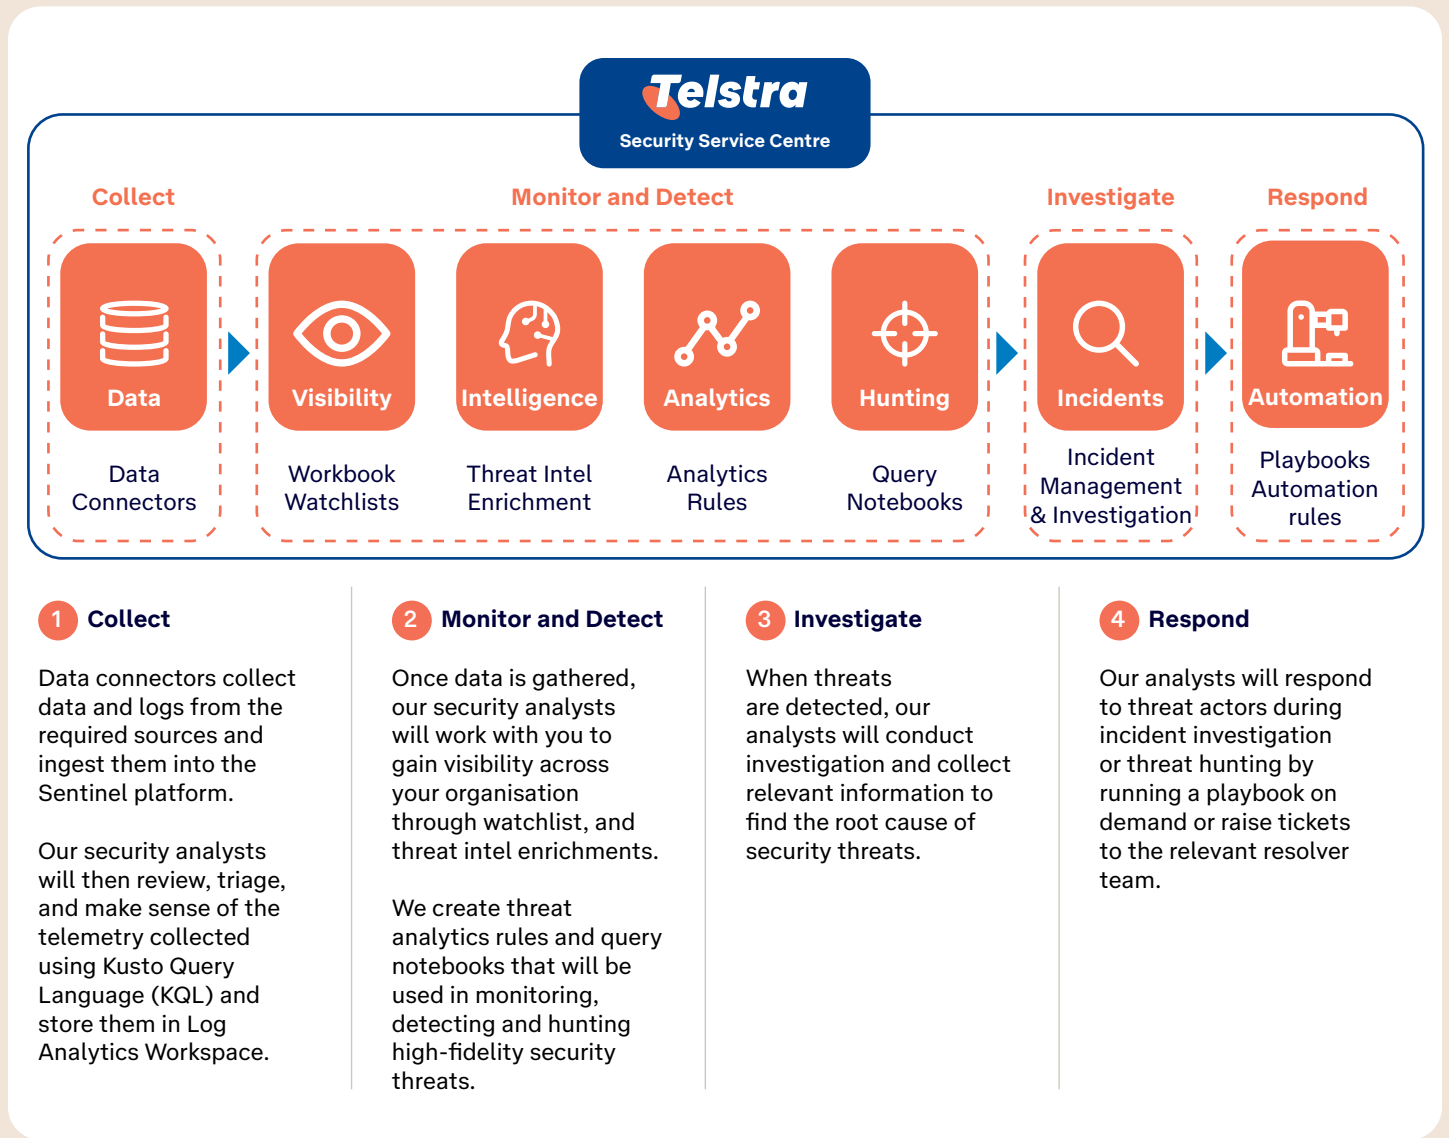 Telstra
Security Service Centre
Collect
Monitor and Detect
Investigate
Respond
Data
Visibility
Intelligence
Analytics
Hunting
Incidents
Automation
Data
Connectors
Workbook
Watchlists
Threat Intel
Enrichment
Analytics
Rules
Query
Notebooks
Incident
Management
& Investigation
Playbooks
Automation
rules
1 Collect
Data connectors collect
data and logs from the
required sources and
ingest them into the
Sentinel platform.
Our security analysts
will then review, triage,
and make sense of the
telemetry collected
using Kusto Query
Language (KQL) and
store them in Log
Analytics Workspace.
2 Monitor and Detect
Once data is gathered,
our security analysts
will work with you to
gain visibility across
your organisation
through watchlist, and
threat intel enrichments.
We create threat
analytics rules and query
notebooks that will be
used in monitoring,
detecting and hunting
high-fidelity security
threats.
3 Investigate
When threats
are detected, our
analysts will conduct
investigation and collect
relevant information to
find the root cause of
security threats.
4 Respond
Our analysts will respond
to threat actors during
incident investigation
or threat hunting by
running a playbook on
demand or raise tickets
to the relevant resolver
team.